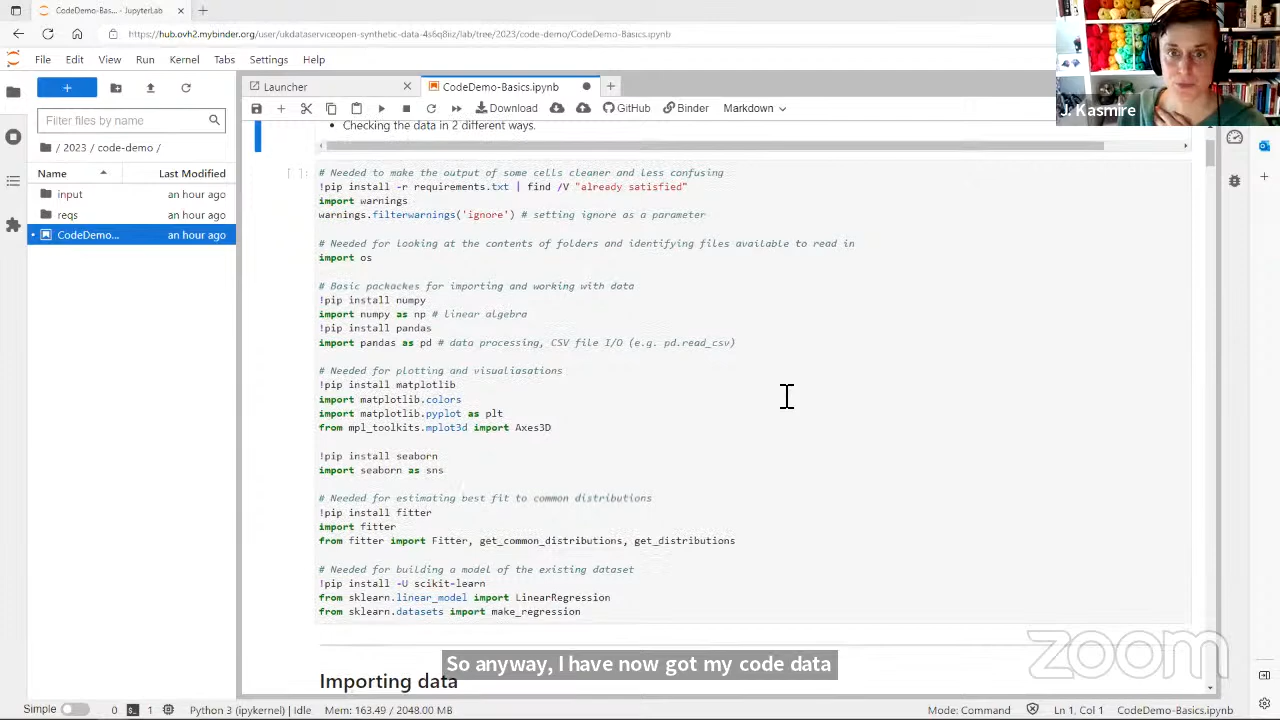 CodeDemo-Bas... - JupyterLab
https://hub.ovh2.mybinder.org/user/ukdataserviceopen-synthetic-data-4s8q8iiz/lab/tree/2023/code-demo/CodeDemo-Basics.ipynb
File Edit View Run Kernel Tabs Settings Help
J. Kasmire
Launcher
CodeDemo-Basics.ipynb
Download
GitHub
Binder
Markdown
Filter files by name
/ 2023 / code-demo /
Name Last Modified
input an hour ago
reqs an hour ago
CodeDemo... an hour ago
• Checking the data in 2 different ways.
[ ]:
# Needed to make the output of some cells cleaner and less confusing
!pip install -r requirements.txt | find /V "already satisfied"
import warnings
warnings.filterwarnings('ignore') # setting ignore as a parameter
# Needed for looking at the contents of folders and identifying files available to read in
import os
# Basic packackes for importing and working with data
!pip install numpy
import numpy as np # linear algebra
!pip install pandas
import pandas as pd # data processing, CSV file I/O (e.g. pd.read_csv)
# Needed for plotting and visualiasations
!pip install matplotlib
import matplotlib.colors
import matplotlib.pyplot as plt
from mpl_toolkits.mplot3d import Axes3D
!pip install seaborn
import seaborn as sns
# Needed for estimating best fit to common distributions
!pip install fitter
import fitter
from fitter import Fitter, get_common_distributions, get_distributions
# Needed for building a model of the existing dataset
!pip install -U scikit-learn
from sklearn.linear_model import LinearRegression
from sklearn.datasets import make_regression
Importing data
So anyway, I have now got my code data
zoom
Simple 0 1 Python 3 (ipykernel) | Idle Mem: 163.49 / 2048.00 MB Mode: Command Ln 1, Col 1 CodeDemo-Basics.ipynb